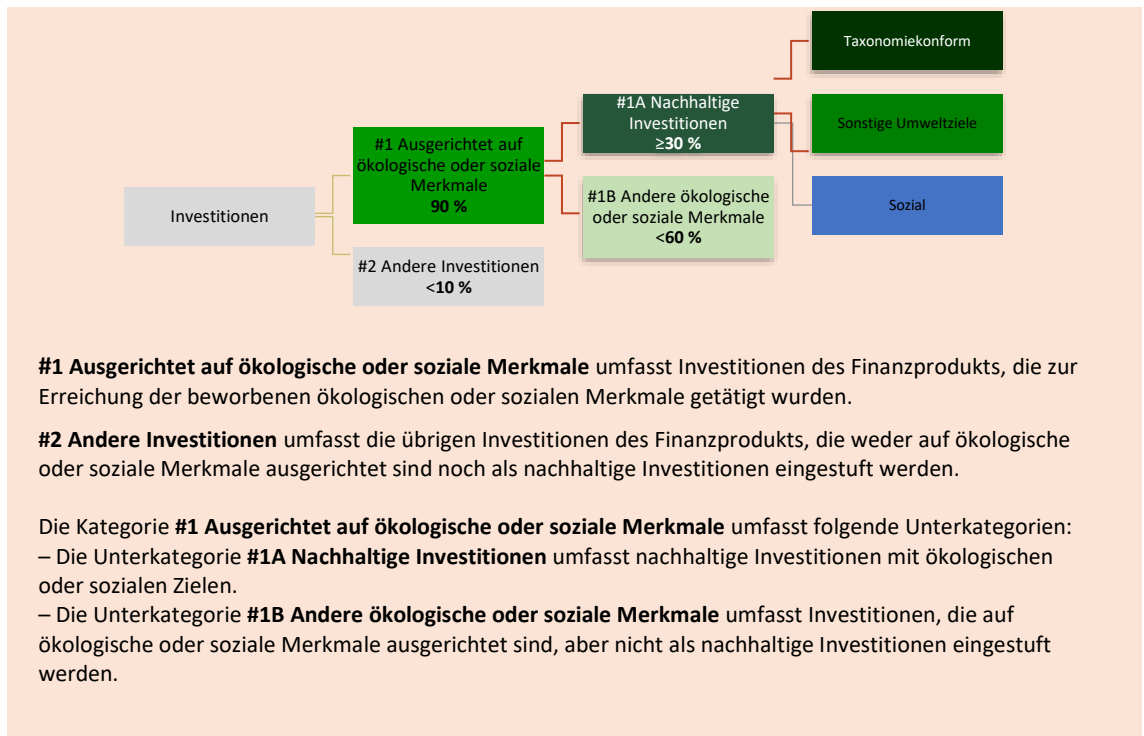 Taxonomiekonform
#1A Nachhaltige
Investitionen
≥30 %
Sonstige Umweltziele
#1 Ausgerichtet auf
ökologische oder soziale
Merkmale
90 %
#1B Andere ökologische
oder soziale Merkmale
<60 %
Sozial
Investitionen
#2 Andere Investitionen
<10 %
#1 Ausgerichtet auf ökologische oder soziale Merkmale umfasst Investitionen des Finanzprodukts, die zur
Erreichung der beworbenen ökologischen oder sozialen Merkmale getätigt wurden.
#2 Andere Investitionen umfasst die übrigen Investitionen des Finanzprodukts, die weder auf ökologische
oder soziale Merkmale ausgerichtet sind noch als nachhaltige Investitionen eingestuft werden.
Die Kategorie #1 Ausgerichtet auf ökologische oder soziale Merkmale umfasst folgende Unterkategorien:
– Die Unterkategorie #1A Nachhaltige Investitionen umfasst nachhaltige Investitionen mit ökologischen
oder sozialen Zielen.
– Die Unterkategorie #1B Andere ökologische oder soziale Merkmale umfasst Investitionen, die auf
ökologische oder soziale Merkmale ausgerichtet sind, aber nicht als nachhaltige Investitionen eingestuft
werden.